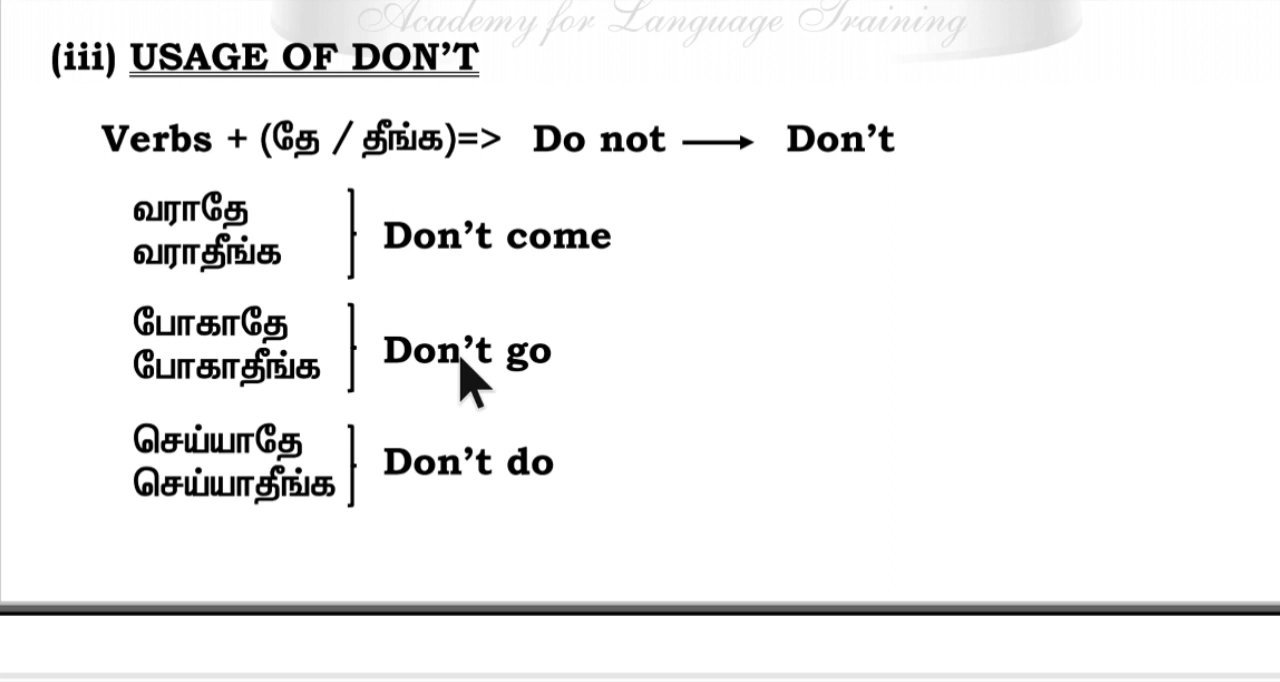 Academy for Language Training
(iii) USAGE OF DON’T
Verbs + (தே / தீங்க)=> Do not → Don’t
வராதே
வராதீங்க
Don’t come
போகாதே
போகாதீங்க
Don’t go
செய்யாதே
செய்யாதீங்க
Don’t do